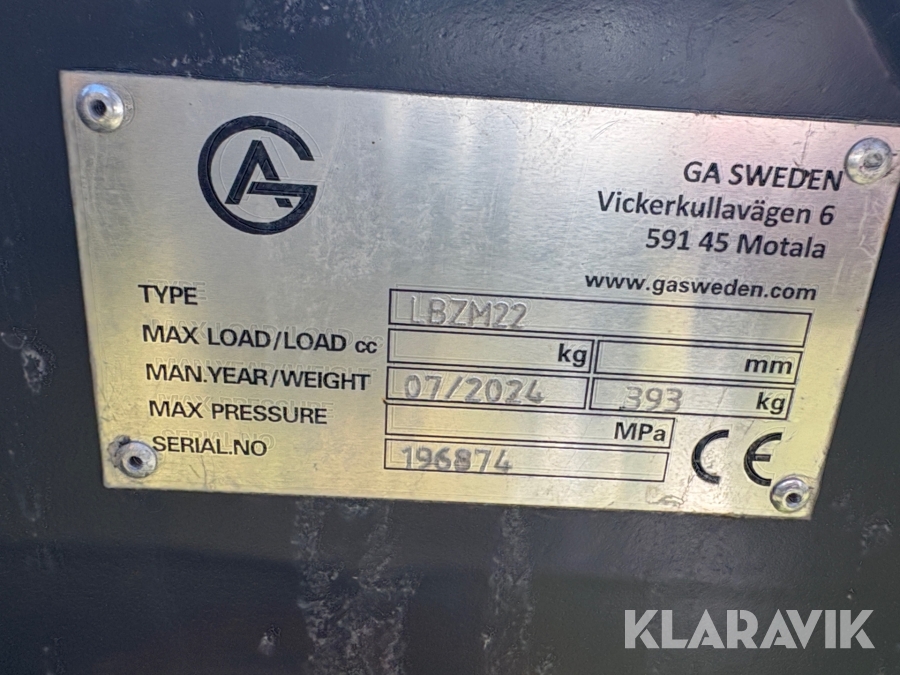 GA
GA SWEDEN
Vickerkullavägen 6
591 45 Motala
www.gasweden.com
TYPE LBZM22
MAX LOAD/LOAD cc kg mm
MAN.YEAR/WEIGHT 07/2024 393 kg
MAX PRESSURE MPa
SERIAL.NO 196874
CE
KLARAVIK